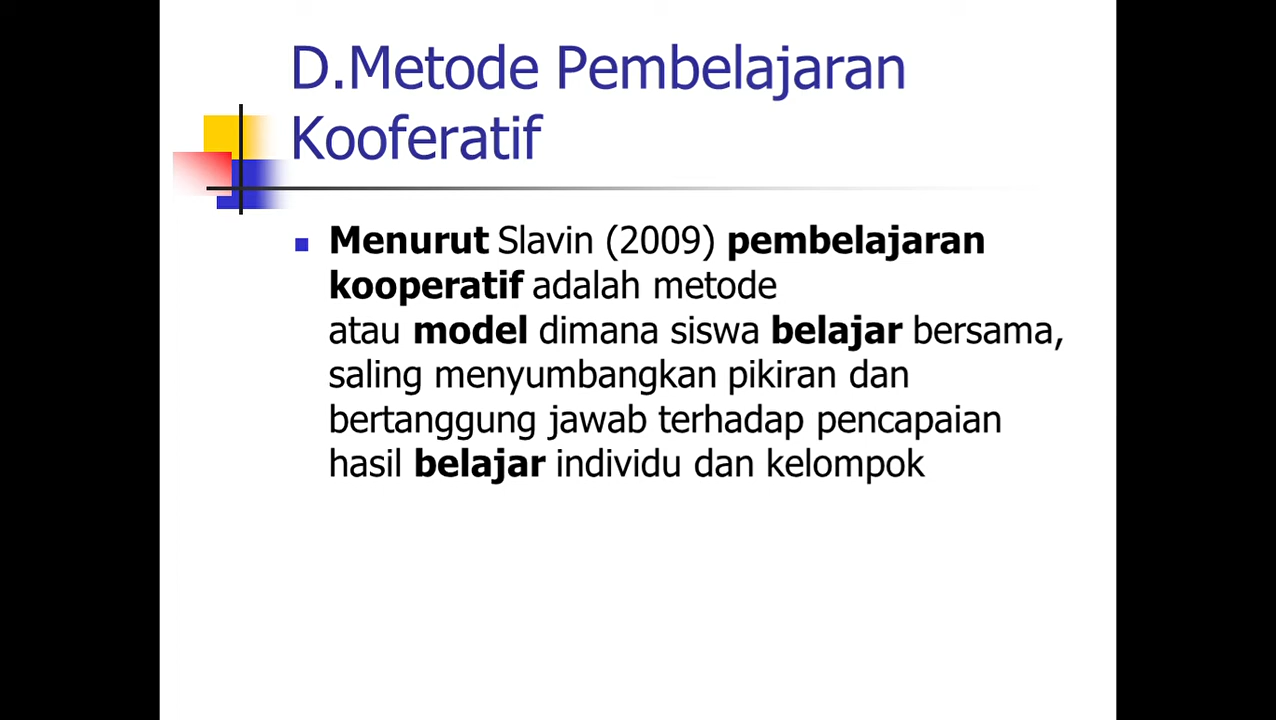 D.Metode Pembelajaran
Kooferatif
Menurut Slavin (2009) pembelajaran
kooperatif adalah metode
atau model dimana siswa belajar bersama,
saling menyumbangkan pikiran dan
bertanggung jawab terhadap pencapaian
hasil belajar individu dan kelompok